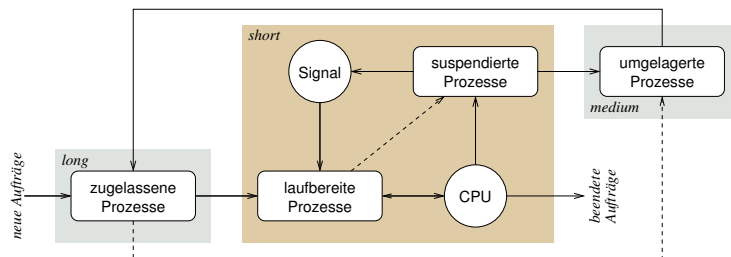 short
Signal
suspendierte
Prozesse
umgelagerte
Prozesse
medium
long
neue Aufträge
zugelassene
Prozesse
laufbereite
Prozesse
CPU
beendete
Aufträge